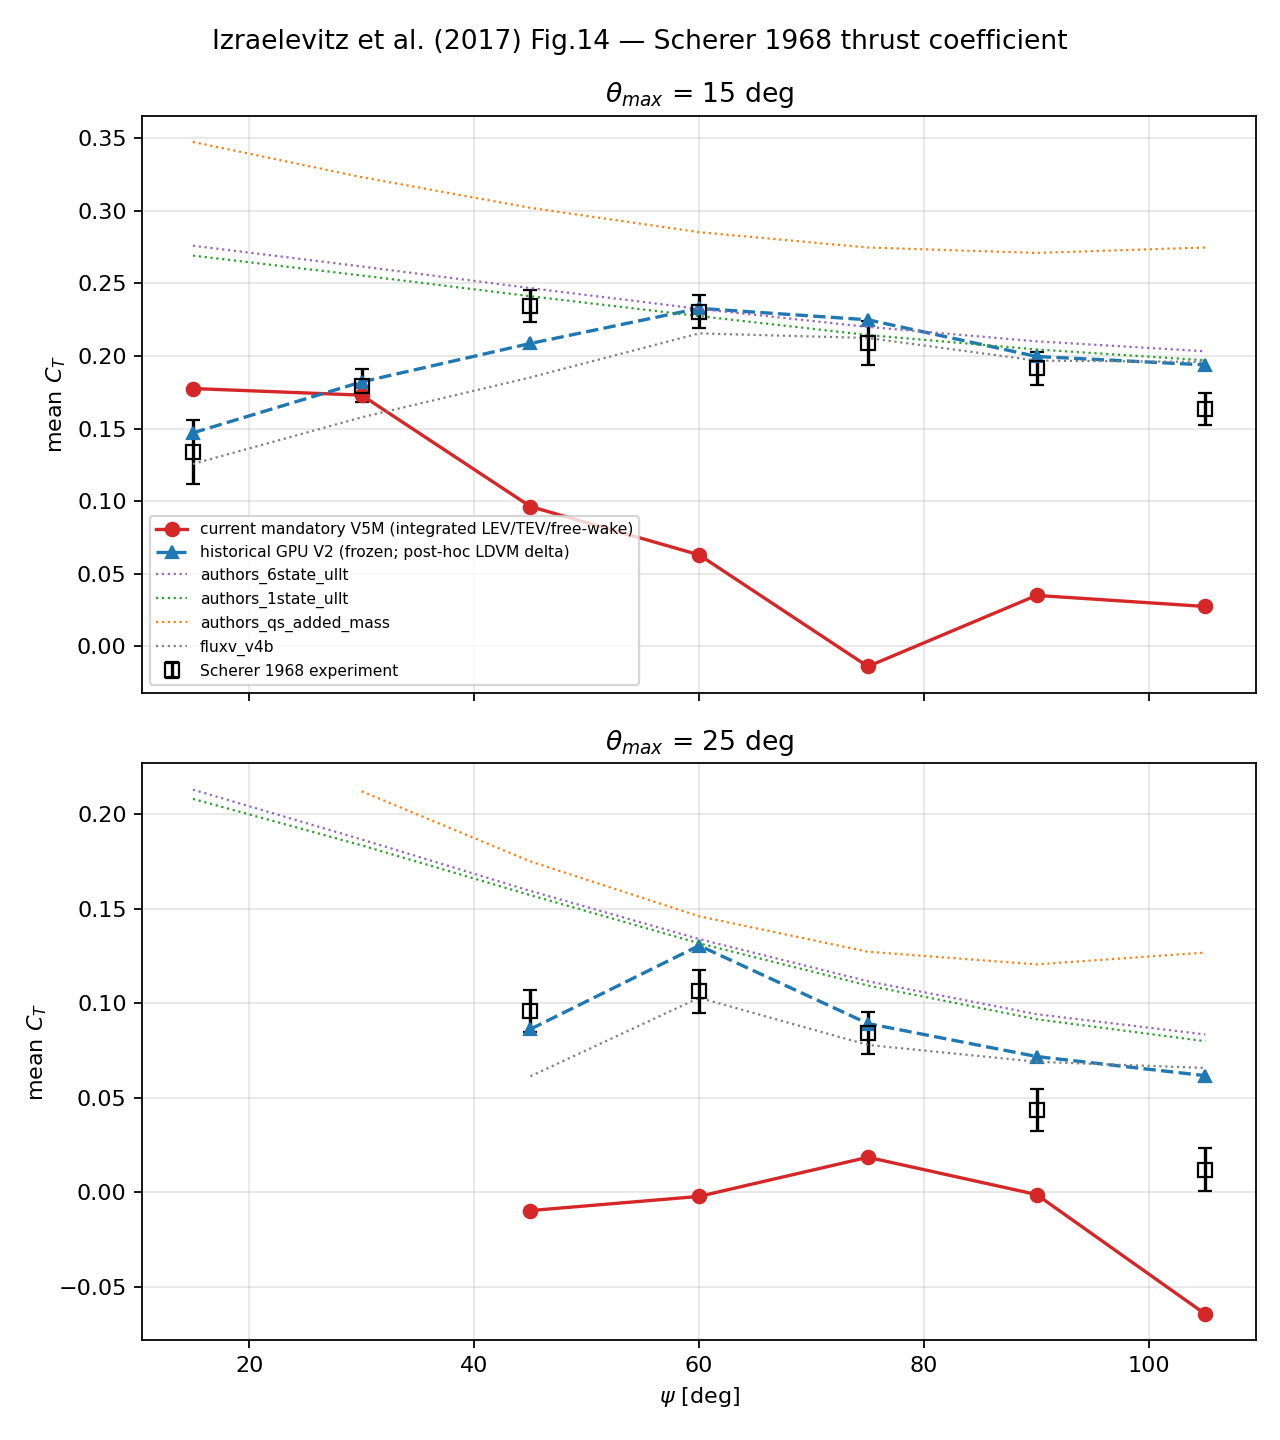 Izraelevitz et al. (2017) Fig.14 — Scherer 1968 thrust coefficient
θmax = 15 deg
mean CT
0.35
0.30
0.25
0.20
0.15
0.10
0.05
0.00
current mandatory V5M (integrated LEV/TEV/free-wake)
historical GPU V2 (frozen; post-hoc LDVM delta)
authors_6state_ullt
authors_1state_ullt
authors_qs_added_mass
fluxv_v4b
Scherer 1968 experiment
θmax = 25 deg
mean CT
0.20
0.15
0.10
0.05
0.00
−0.05
20 40 60 80 100
ψ [deg]